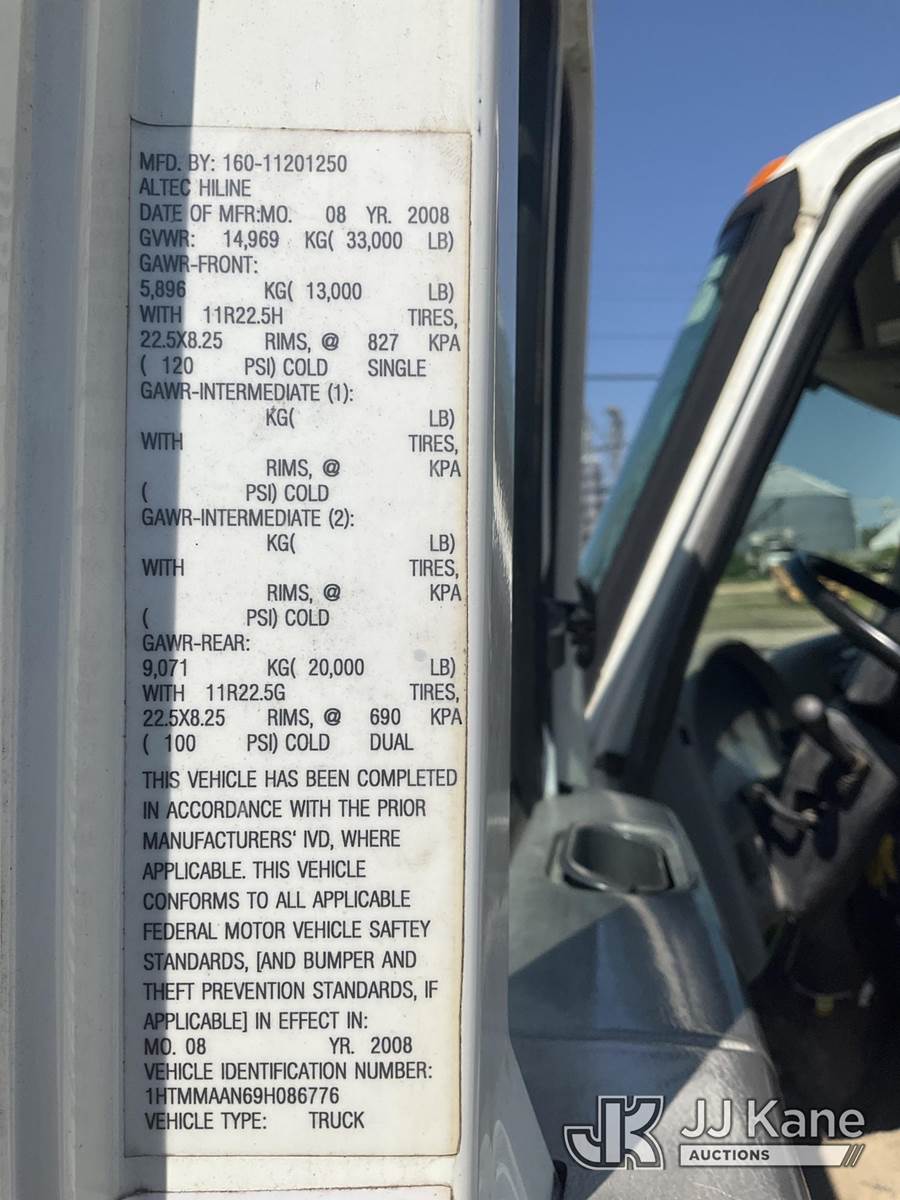 MFD. BY: 160-11201250
ALTEC HILINE
DATE OF MFR:MO. 08 YR. 2008
GVWR: 14,969 KG( 33,000 LB)
GAWR-FRONT:
5,896 KG( 13,000 LB)
WITH 11R22.5H TIRES,
22.5X8.25 RIMS, @ 827 KPA
( 120 PSI) COLD SINGLE
GAWR-INTERMEDIATE (1):
KG( LB)
WITH TIRES,
RIMS, @ KPA
( PSI) COLD
GAWR-INTERMEDIATE (2):
KG( LB)
WITH TIRES,
RIMS, @ KPA
( PSI) COLD
GAWR-REAR:
9,071 KG( 20,000 LB)
WITH 11R22.5G TIRES,
22.5X8.25 RIMS, @ 690 KPA
( 100 PSI) COLD DUAL
THIS VEHICLE HAS BEEN COMPLETED
IN ACCORDANCE WITH THE PRIOR
MANUFACTURERS' IVD, WHERE
APPLICABLE. THIS VEHICLE
CONFORMS TO ALL APPLICABLE
FEDERAL MOTOR VEHICLE SAFTEY
STANDARDS, [AND BUMPER AND
THEFT PREVENTION STANDARDS, IF
APPLICABLE] IN EFFECT IN:
MO. 08 YR. 2008
VEHICLE IDENTIFICATION NUMBER:
1HTMMAAN69H086776
VEHICLE TYPE: TRUCK
JK JJ Kane
AUCTIONS